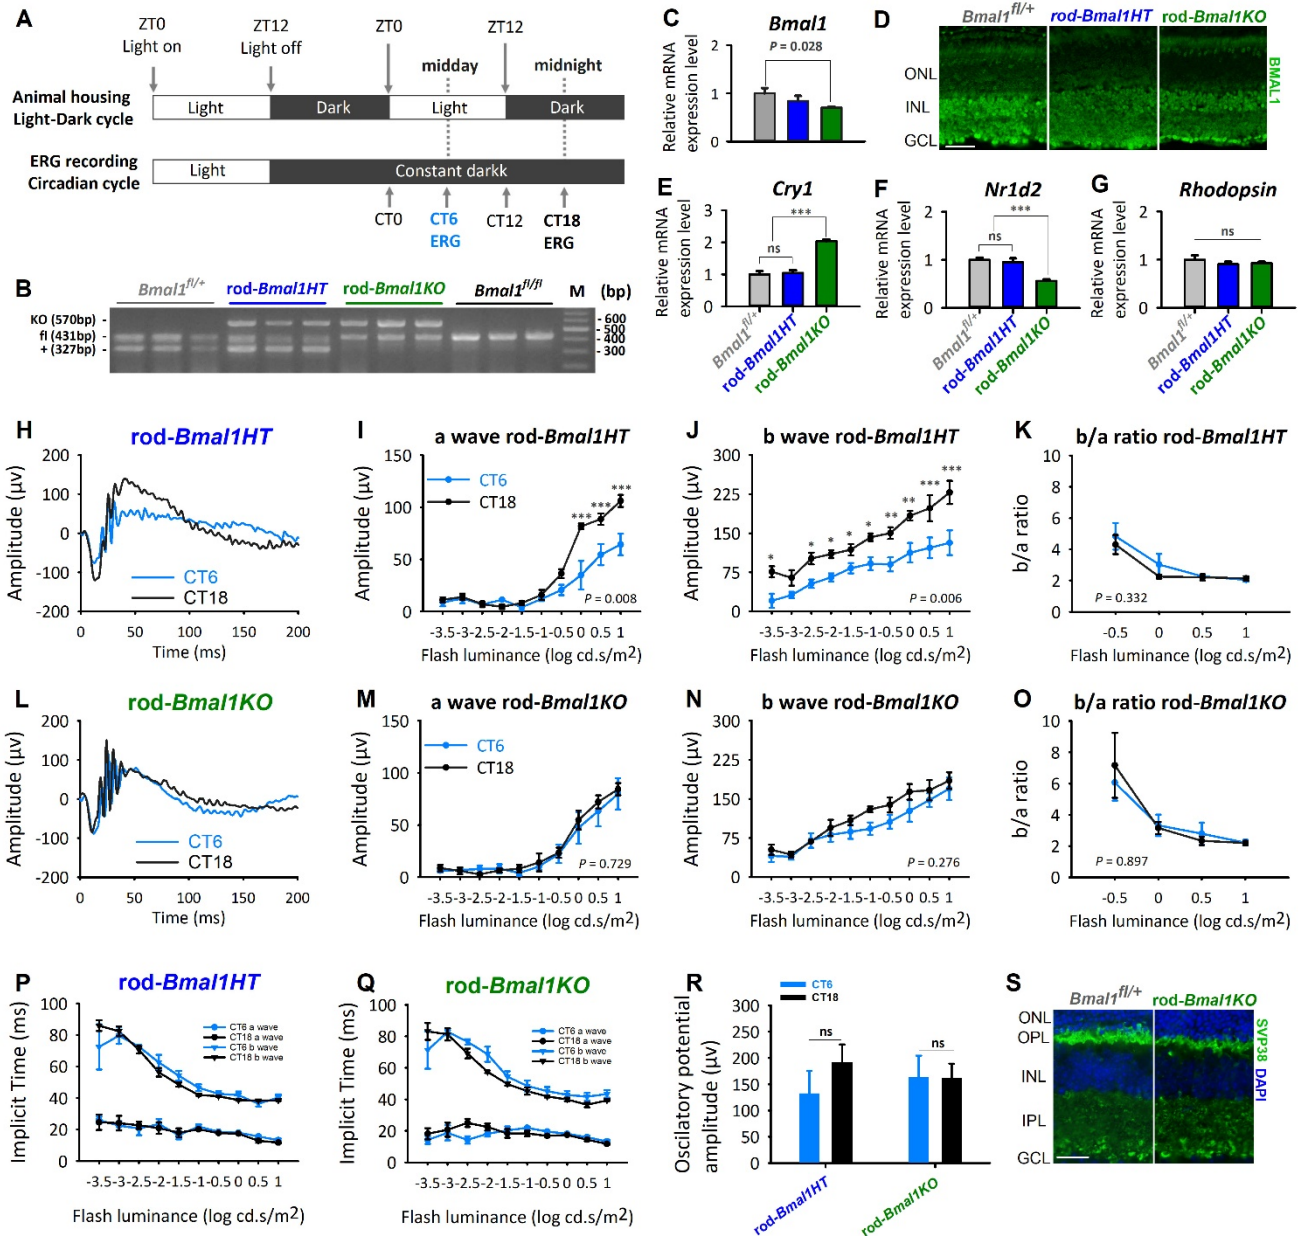 A
ZT0
Light on
ZT12
Light off
ZT0
ZT12
midday
midnight
Animal housing
Light-Dark cycle
Light
Dark
Light
Dark
ERG recording
Circadian cycle
Light
Constant darkk
CT0
CT6
ERG
CT12
CT18
ERG
B
Bmal1fl/+
rod-Bmal1HT
rod-Bmal1KO
Bmal1fl/fl
M
(bp)
KO (570bp) -
fl (431bp) -
+ (327bp) -
- 600
- 500
- 400
- 300
C
Bmal1
P = 0.028
Relative mRNA
expression level
2
1
0
D
Bmal1fl/+
rod-Bmal1HT
rod-Bmal1KO
ONL
INL
GCL
BMAL1
E
Cry1
***
ns
Relative mRNA
expression level
3
2
1
0
Bmal1fl/+
rod-Bmal1HT
rod-Bmal1KO
F
Nr1d2
***
ns
Relative mRNA
expression level
2
1
0
Bmal1fl/+
rod-Bmal1HT
rod-Bmal1KO
G
Rhodopsin
ns
Relative mRNA
expression level
2
1
0
Bmal1fl/+
rod-Bmal1HT
rod-Bmal1KO
H
rod-Bmal1HT
Amplitude (μv)
200
100
0
-100
-200
CT6
CT18
0 50 100 150 200
Time (ms)
I
a wave rod-Bmal1HT
Amplitude (μv)
150
100
50
0
CT6
CT18
*** *** ***
P = 0.008
-3.5 -3 -2.5 -2 -1.5 -1 -0.5 0 0.5 1
Flash luminance (log cd.s/m2)
J
b wave rod-Bmal1HT
Amplitude (μv)
300
225
150
75
0
* * * * * ** ** *** ***
P = 0.006
-3.5 -3 -2.5 -2 -1.5 -1 -0.5 0 0.5 1
Flash luminance (log cd.s/m2)
K
b/a ratio rod-Bmal1HT
b/a ratio
10
8
6
4
2
0
P = 0.332
-0.5 0 0.5 1
Flash luminance (log cd.s/m2)
L
rod-Bmal1KO
Amplitude (μv)
200
100
0
-100
-200
CT6
CT18
0 50 100 150 200
Time (ms)
M
a wave rod-Bmal1KO
Amplitude (μv)
150
100
50
0
CT6
CT18
P = 0.729
-3.5 -3 -2.5 -2 -1.5 -1 -0.5 0 0.5 1
Flash luminance (log cd.s/m2)
N
b wave rod-Bmal1KO
Amplitude (μv)
300
225
150
75
0
P = 0.276
-3.5 -3 -2.5 -2 -1.5 -1 -0.5 0 0.5 1
Flash luminance (log cd.s/m2)
O
b/a ratio rod-Bmal1KO
b/a ratio
10
8
6
4
2
0
P = 0.897
-0.5 0 0.5 1
Flash luminance (log cd.s/m2)
P
rod-Bmal1HT
Implicit Time (ms)
100
80
60
40
20
0
CT6 a wave
CT18 a wave
CT6 b wave
CT18 b wave
-3.5 -3 -2.5 -2 -1.5 -1 -0.5 0 0.5 1
Flash luminance (log cd.s/m2)
Q
rod-Bmal1KO
Implicit Time (ms)
100
80
60
40
20
0
CT6 a wave
CT18 a wave
CT6 b wave
CT18 b wave
-3.5 -3 -2.5 -2 -1.5 -1 -0.5 0 0.5 1
Flash luminance (log cd.s/m2)
R
CT6
CT18
Oscilatory potential
amplitude (μv)
300
250
200
150
100
50
0
ns
ns
rod-Bmal1HT
rod-Bmal1KO
S
Bmal1fl/+
rod-Bmal1KO
ONL
OPL
INL
IPL
GCL
SVP38 DAPI